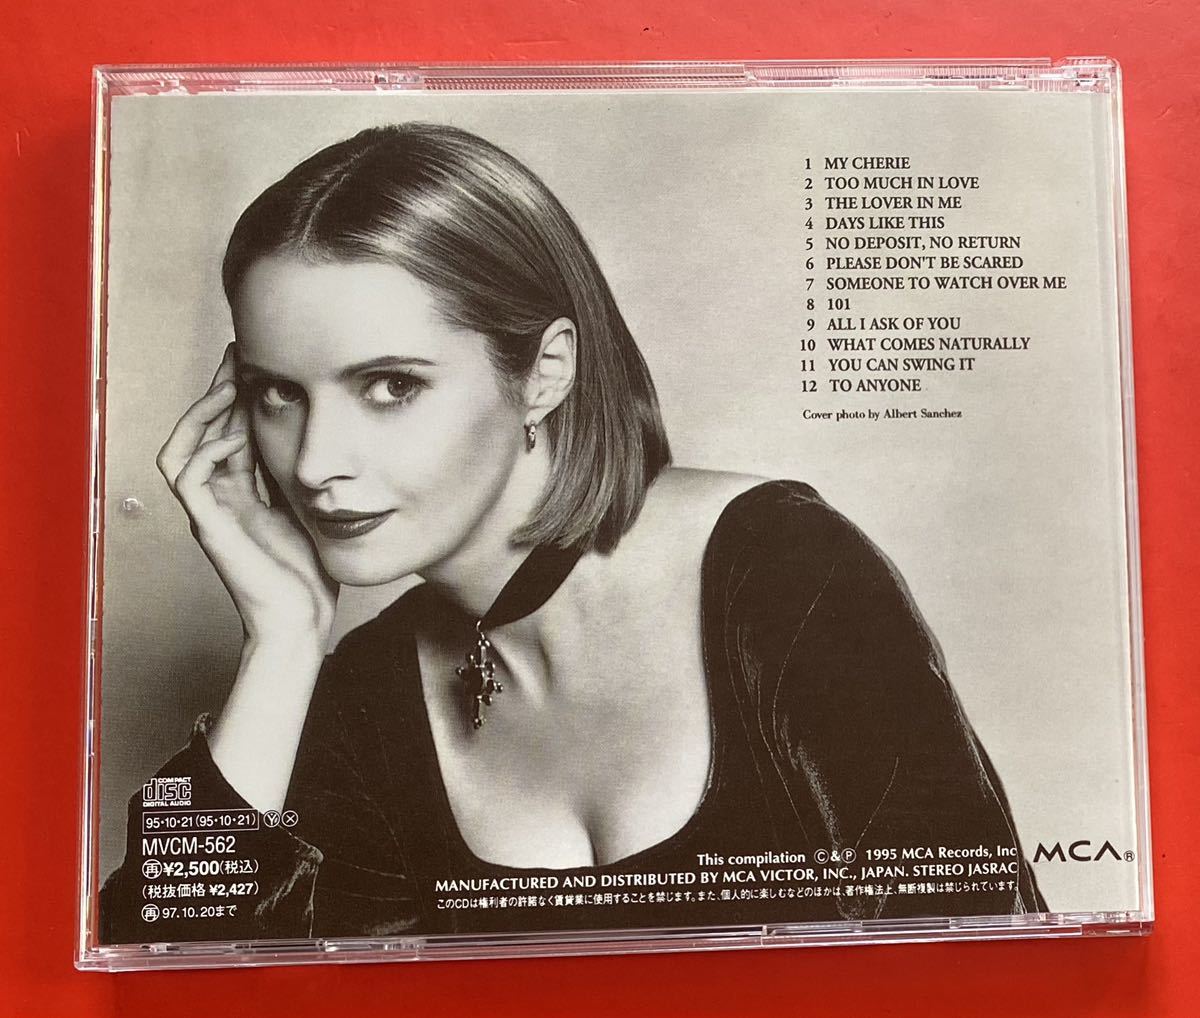 1 MY CHERIE
2 TOO MUCH IN LOVE
3 THE LOVER IN ME
4 DAYS LIKE THIS
5 NO DEPOSIT, NO RETURN
6 PLEASE DON'T BE SCARED
7 SOMEONE TO WATCH OVER ME
8 101
9 ALL I ASK OF YOU
10 WHAT COMES NATURALLY
11 YOU CAN SWING IT
12 TO ANYONE
Cover photo by Albert Sanchez
COMPACT
disc
DIGITAL AUDIO
95・10・21(95・10・21) Ⓨ Ⓧ
MVCM-562
㊢¥2,500(税込)
(税抜価格 ¥2,427)
㊢97.10.20まで
This compilation Ⓒ&Ⓟ 1995 MCA Records, Inc
MCA®
MANUFACTURED AND DISTRIBUTED BY MCA VICTOR, INC., JAPAN. STEREO JASRAC
このCDは権利者の許諾なく賃貸業に使用することを禁じます。また、個人的に楽しむなどのほかは、著作権法上、無断複製は禁じられています。